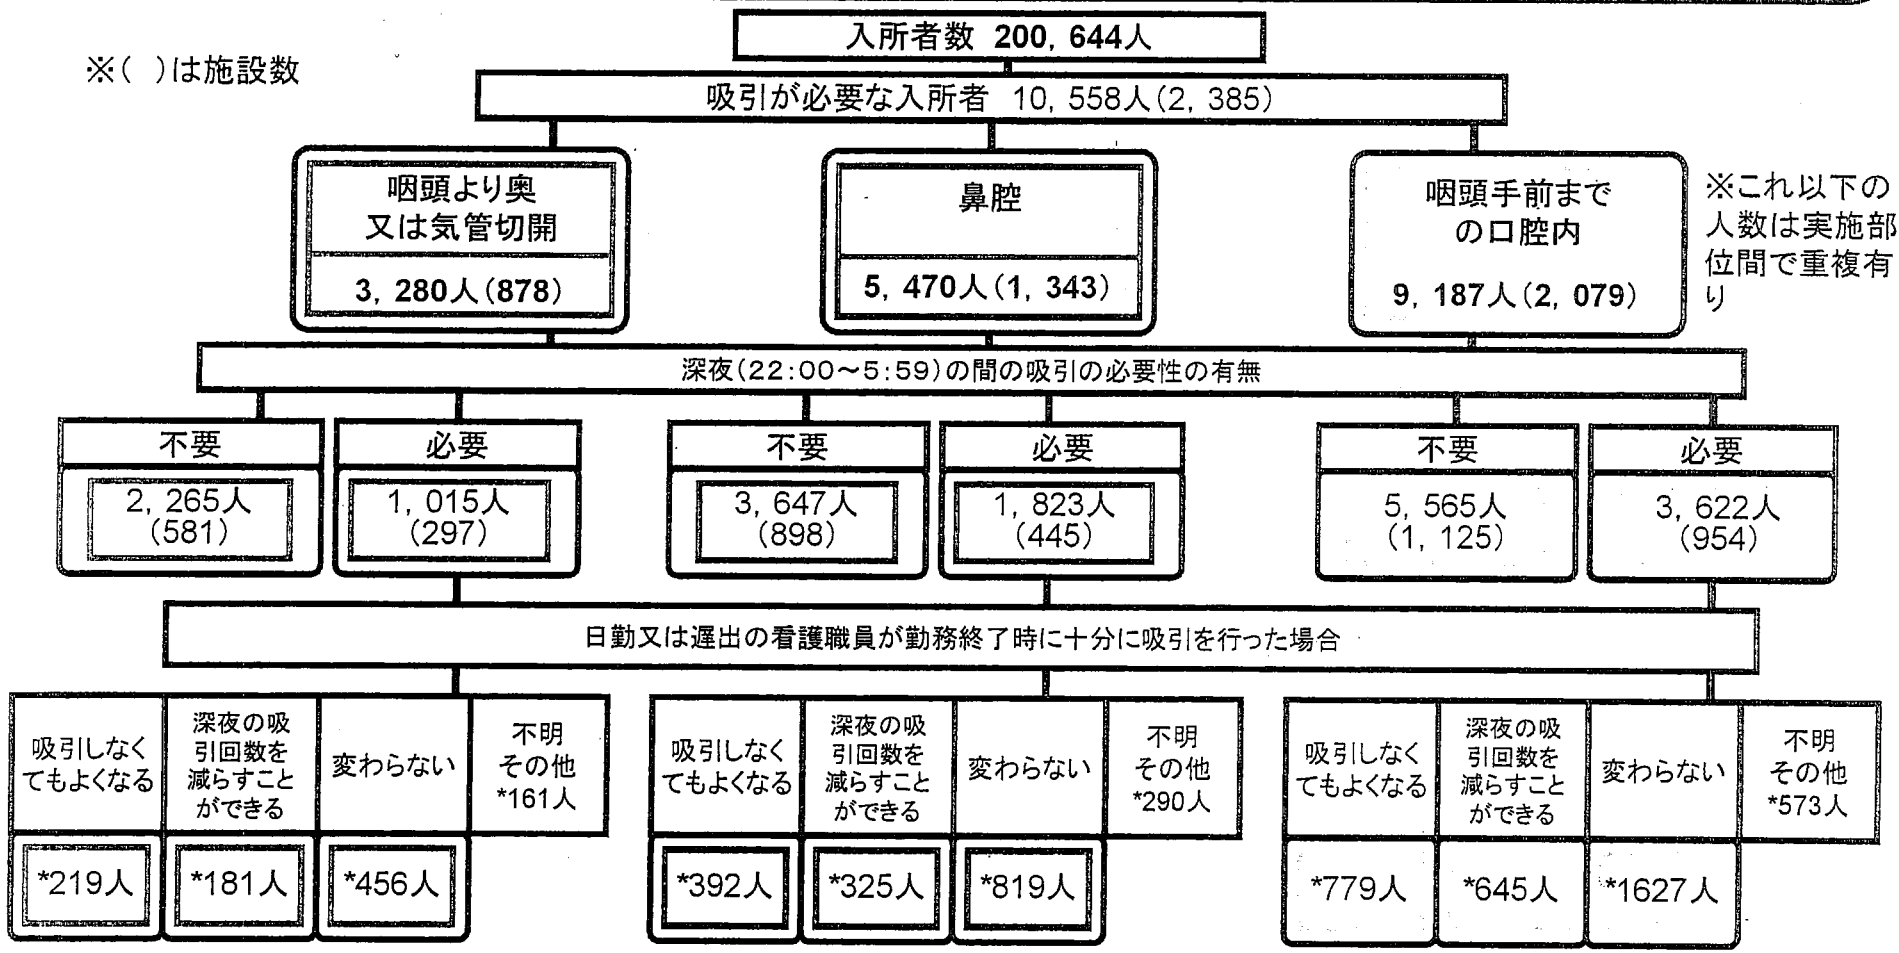 入所者数 200, 644人
※( )は施設数
吸引が必要な入所者 10, 558人(2, 385)
咽頭より奥
又は気管切開
3, 280人(878)
鼻腔
5, 470人(1, 343)
咽頭手前まで
の口腔内
9, 187人(2, 079)
※これ以下の
人数は実施部
位間で重複有
り
深夜(22:00〜5:59)の間の吸引の必要性の有無
不要
2, 265人
(581)
必要
1, 015人
(297)
不要
3, 647人
(898)
必要
1, 823人
(445)
不要
5, 565人
(1, 125)
必要
3, 622人
(954)
日勤又は遅出の看護職員が勤務終了時に十分に吸引を行った場合
吸引しなく
てもよくなる
*219人
深夜の吸
引回数を
減らすこと
ができる
*181人
変わらない
*456人
不明
その他
*161人
吸引しなく
てもよくなる
*392人
深夜の吸
引回数を
減らすこと
ができる
*325人
変わらない
*819人
不明
その他
*290人
吸引しなく
てもよくなる
*779人
深夜の吸
引回数を
減らすこと
ができる
*645人
変わらない
*1627人
不明
その他
*573人